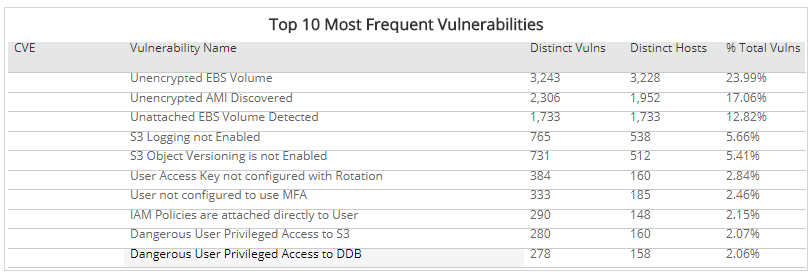 Top 10 Most Frequent Vulnerabilities
CVE Vulnerability Name Distinct Vulns Distinct Hosts % Total Vulns
Unencrypted EBS Volume 3,243 3,228 23.99%
Unencrypted AMI Discovered 2,306 1,952 17.06%
Unattached EBS Volume Detected 1,733 1,733 12.82%
S3 Logging not Enabled 765 538 5.66%
S3 Object Versioning is not Enabled 731 512 5.41%
User Access Key not configured with Rotation 384 160 2.84%
User not configured to use MFA 333 185 2.46%
IAM Policies are attached directly to User 290 148 2.15%
Dangerous User Privileged Access to S3 280 160 2.07%
Dangerous User Privileged Access to DDB 278 158 2.06%